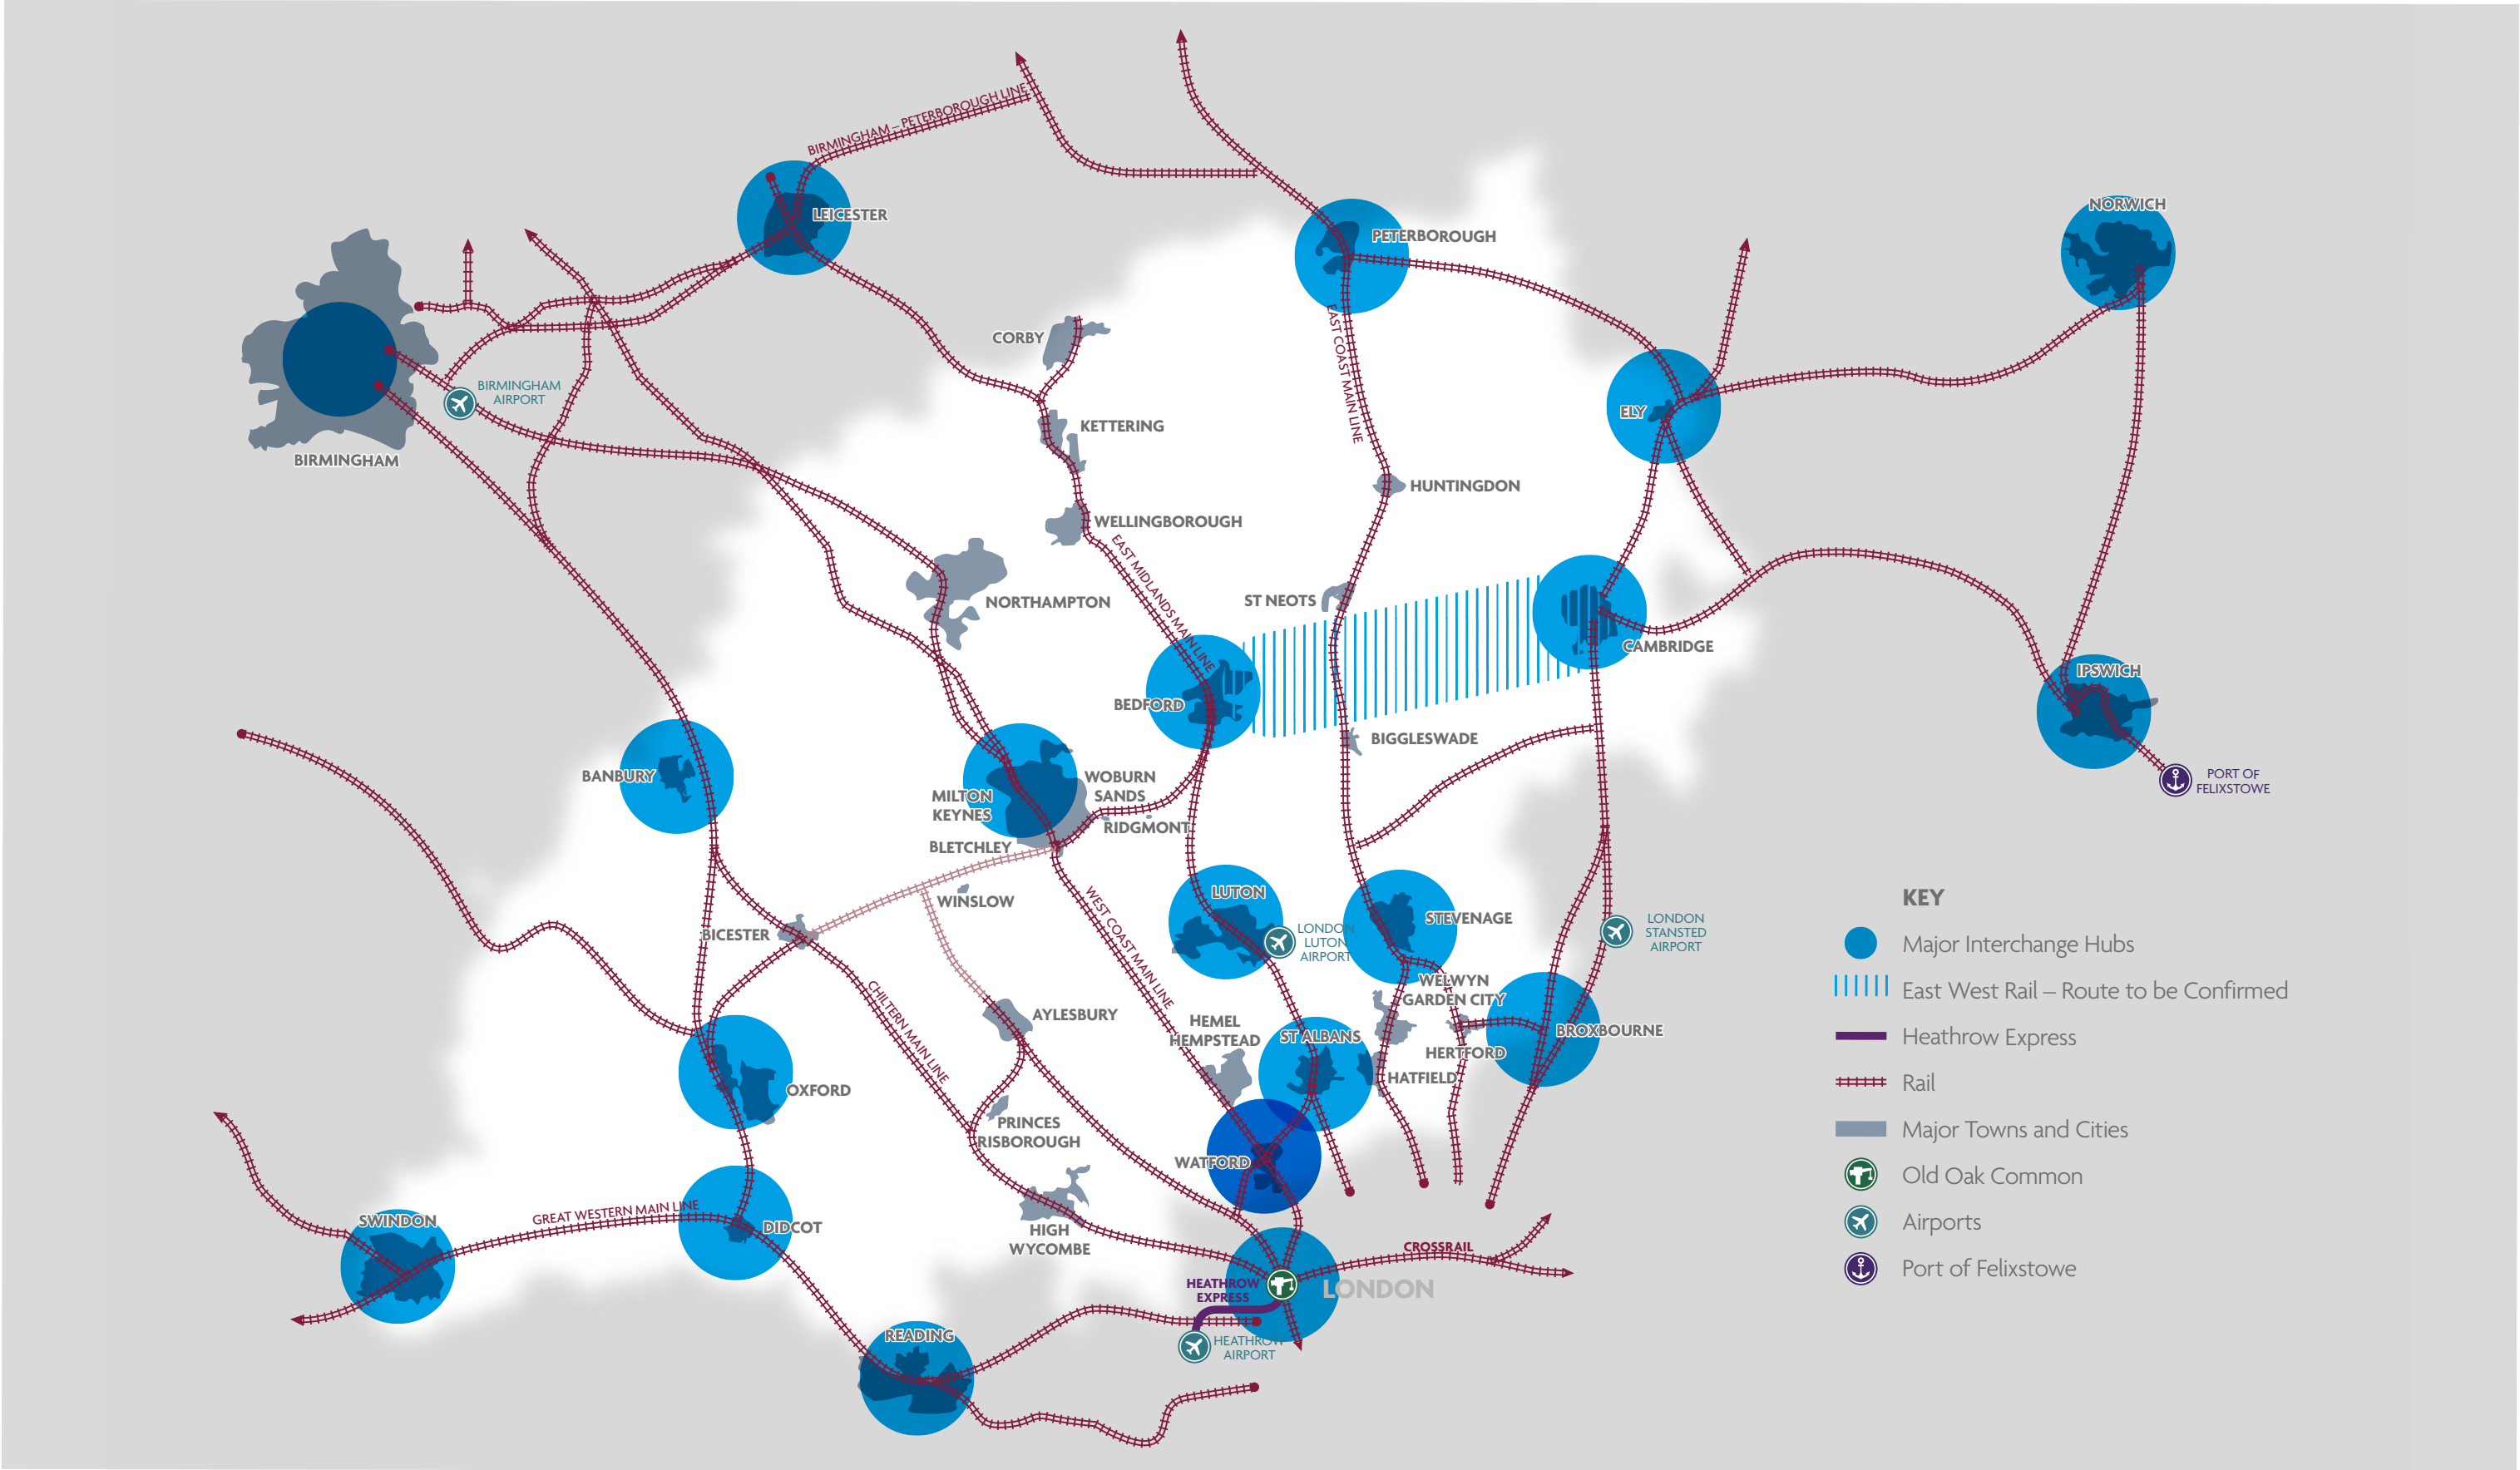 BIRMINGHAM – PETERBOROUGH LINE
LEICESTER
PETERBOROUGH
NORWICH
EAST COAST MAIN LINE
CORBY
BIRMINGHAM
AIRPORT
BIRMINGHAM
KETTERING
ELY
HUNTINGDON
WELLINGBOROUGH
EAST MIDLANDS MAIN LINE
NORTHAMPTON
ST NEOTS
CAMBRIDGE
IPSWICH
BEDFORD
BIGGLESWADE
BANBURY
MILTON
KEYNES
WOBURN
SANDS
RIDGMONT
BLETCHLEY
PORT OF
FELIXSTOWE
WINSLOW
BICESTER
WEST COAST MAIN LINE
LUTON
LONDON
LUTON
AIRPORT
STEVENAGE
LONDON
STANSTED
AIRPORT
CHILTERN MAIN LINE
AYLESBURY
WELWYN
GARDEN CITY
HEMEL
HEMPSTEAD
ST ALBANS
BROXBOURNE
HERTFORD
HATFIELD
OXFORD
PRINCES
RISBOROUGH
WATFORD
GREAT WESTERN MAIN LINE
SWINDON
DIDCOT
HIGH
WYCOMBE
CROSSRAIL
HEATHROW
EXPRESS
LONDON
HEATHROW
AIRPORT
READING
KEY
Major Interchange Hubs
East West Rail – Route to be Confirmed
Heathrow Express
Rail
Major Towns and Cities
Old Oak Common
Airports
Port of Felixstowe